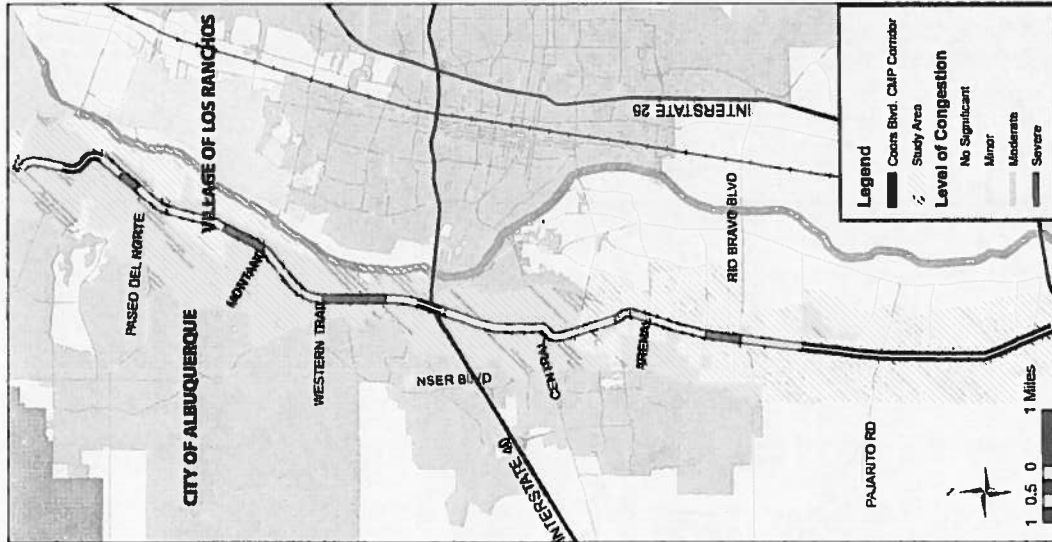 VILLAGE OF LOS RANCHOS
PASEO DEL NORTE
MONTANO
CITY OF ALBUQUERQUE
WESTERN TRAIL
INTERSTATE 25
CENTRAL
INTERSTATE 40
RIO BRAVO BLVD
PAJARITO RD
Legend
Coors Blvd. CMP Corridor
Study Area
Level of Congestion
No Significant
Minor
Moderate
Severe
1 0.5 0 1 Miles